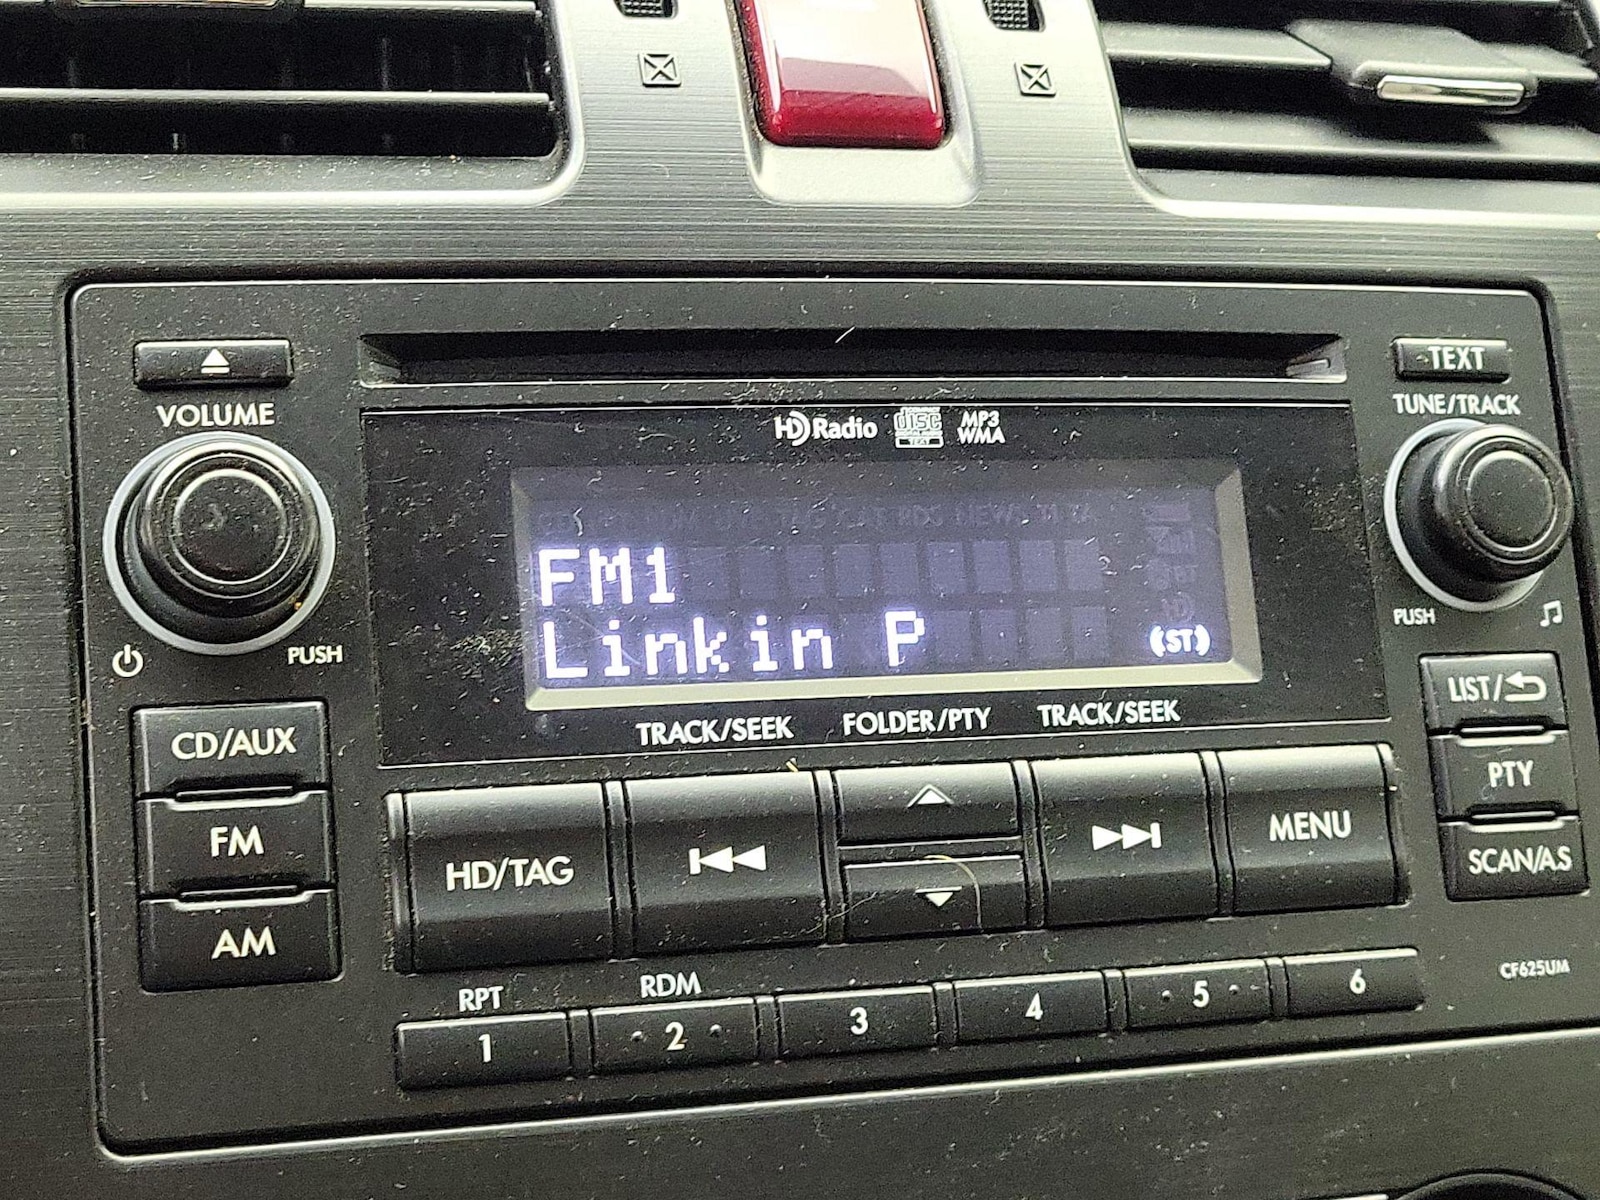 TEXT
VOLUME
TUNE/TRACK
HD Radio
disc
TEXT
MP3
WMA
FM1
Linkin P
(ST)
PUSH
PUSH
TRACK/SEEK
FOLDER/PTY
TRACK/SEEK
LIST/
CD/AUX
PTY
FM
HD/TAG
MENU
SCAN/A.S
AM
CF625UM
RPT
RDM
1
2
3
4
5
6